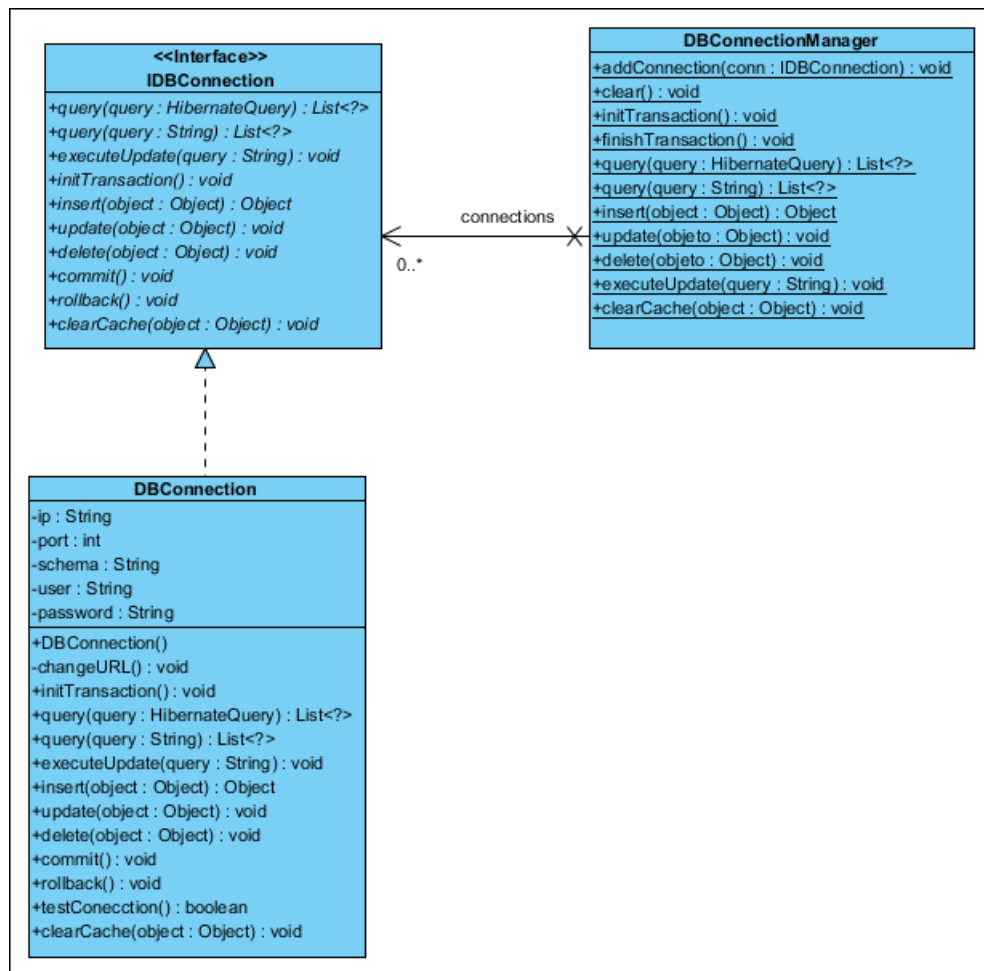 <<Interface>>
IDBConnection
+query(query : HibernateQuery) : List<?>
+query(query : String) : List<?>
+executeUpdate(query : String) : void
+initTransaction() : void
+insert(object : Object) : Object
+update(object : Object) : void
+delete(object : Object) : void
+commit() : void
+rollback() : void
+clearCache(object : Object) : void
connections
0..*
DBConnectionManager
+addConnection(conn : IDBConnection) : void
+clear() : void
+initTransaction() : void
+finishTransaction() : void
+query(query : HibernateQuery) : List<?>
+query(query : String) : List<?>
+insert(object : Object) : Object
+update(objeto : Object) : void
+delete(objeto : Object) : void
+executeUpdate(query : String) : void
+clearCache(object : Object) : void
DBConnection
-ip : String
-port : int
-schema : String
-user : String
-password : String
+DBConnection()
-changeURL() : void
+initTransaction() : void
+query(query : HibernateQuery) : List<?>
+query(query : String) : List<?>
+executeUpdate(query : String) : void
+insert(object : Object) : Object
+update(object : Object) : void
+delete(object : Object) : void
+commit() : void
+rollback() : void
+testConecction() : boolean
+clearCache(object : Object) : void